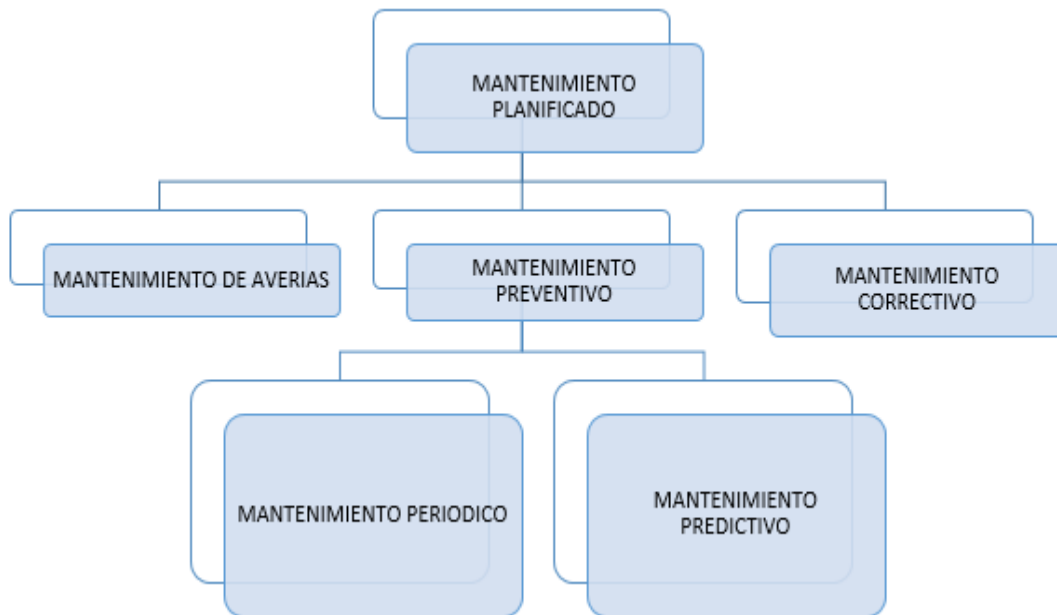 MANTENIMIENTO
PLANIFICADO
MANTENIMIENTO DE AVERIAS
MANTENIMIENTO
PREVENTIVO
MANTENIMIENTO
CORRECTIVO
MANTENIMIENTO PERIODICO
MANTENIMIENTO
PREDICTIVO